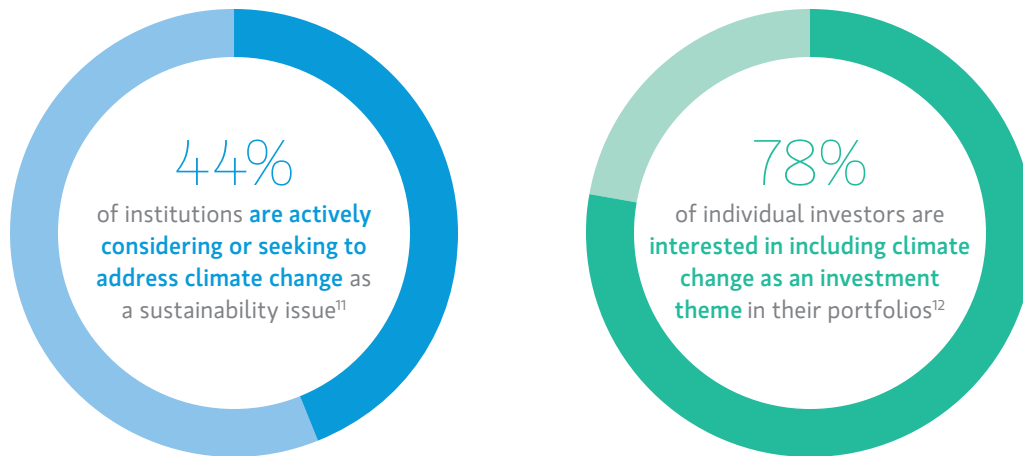 44%
of institutions are actively
considering or seeking to
address climate change as
a sustainability issue11
78%
of individual investors are
interested in including climate
change as an investment
theme in their portfolios12